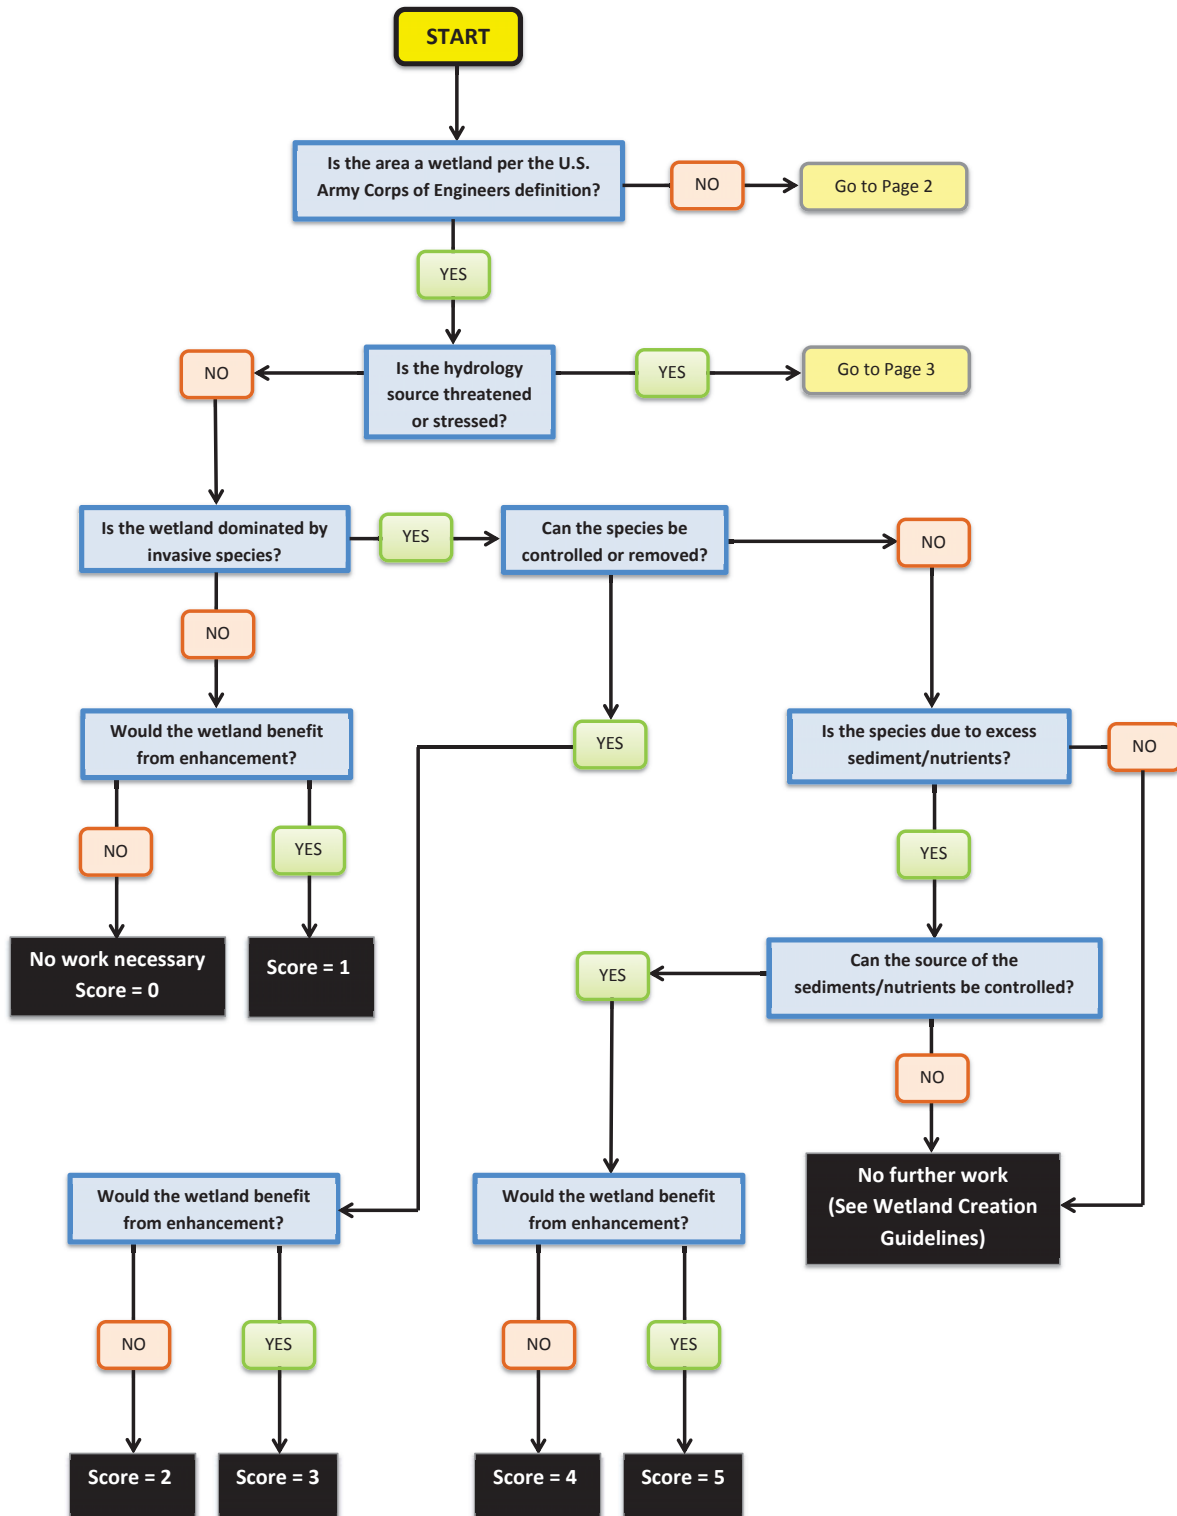 START
Is the area a wetland per the U.S.
Army Corps of Engineers definition?
NO
Go to Page 2
YES
NO
Is the hydrology
source threatened
or stressed?
YES
Go to Page 3
Is the wetland dominated by
invasive species?
YES
Can the species be
controlled or removed?
NO
NO
Would the wetland benefit
from enhancement?
YES
Is the species due to excess
sediment/nutrients?
NO
NO
YES
YES
No work necessary
Score = 0
Score = 1
YES
Can the source of the
sediments/nutrients be controlled?
NO
Would the wetland benefit
from enhancement?
Would the wetland benefit
from enhancement?
No further work
(See Wetland Creation
Guidelines)
NO
YES
NO
YES
Score = 2
Score = 3
Score = 4
Score = 5